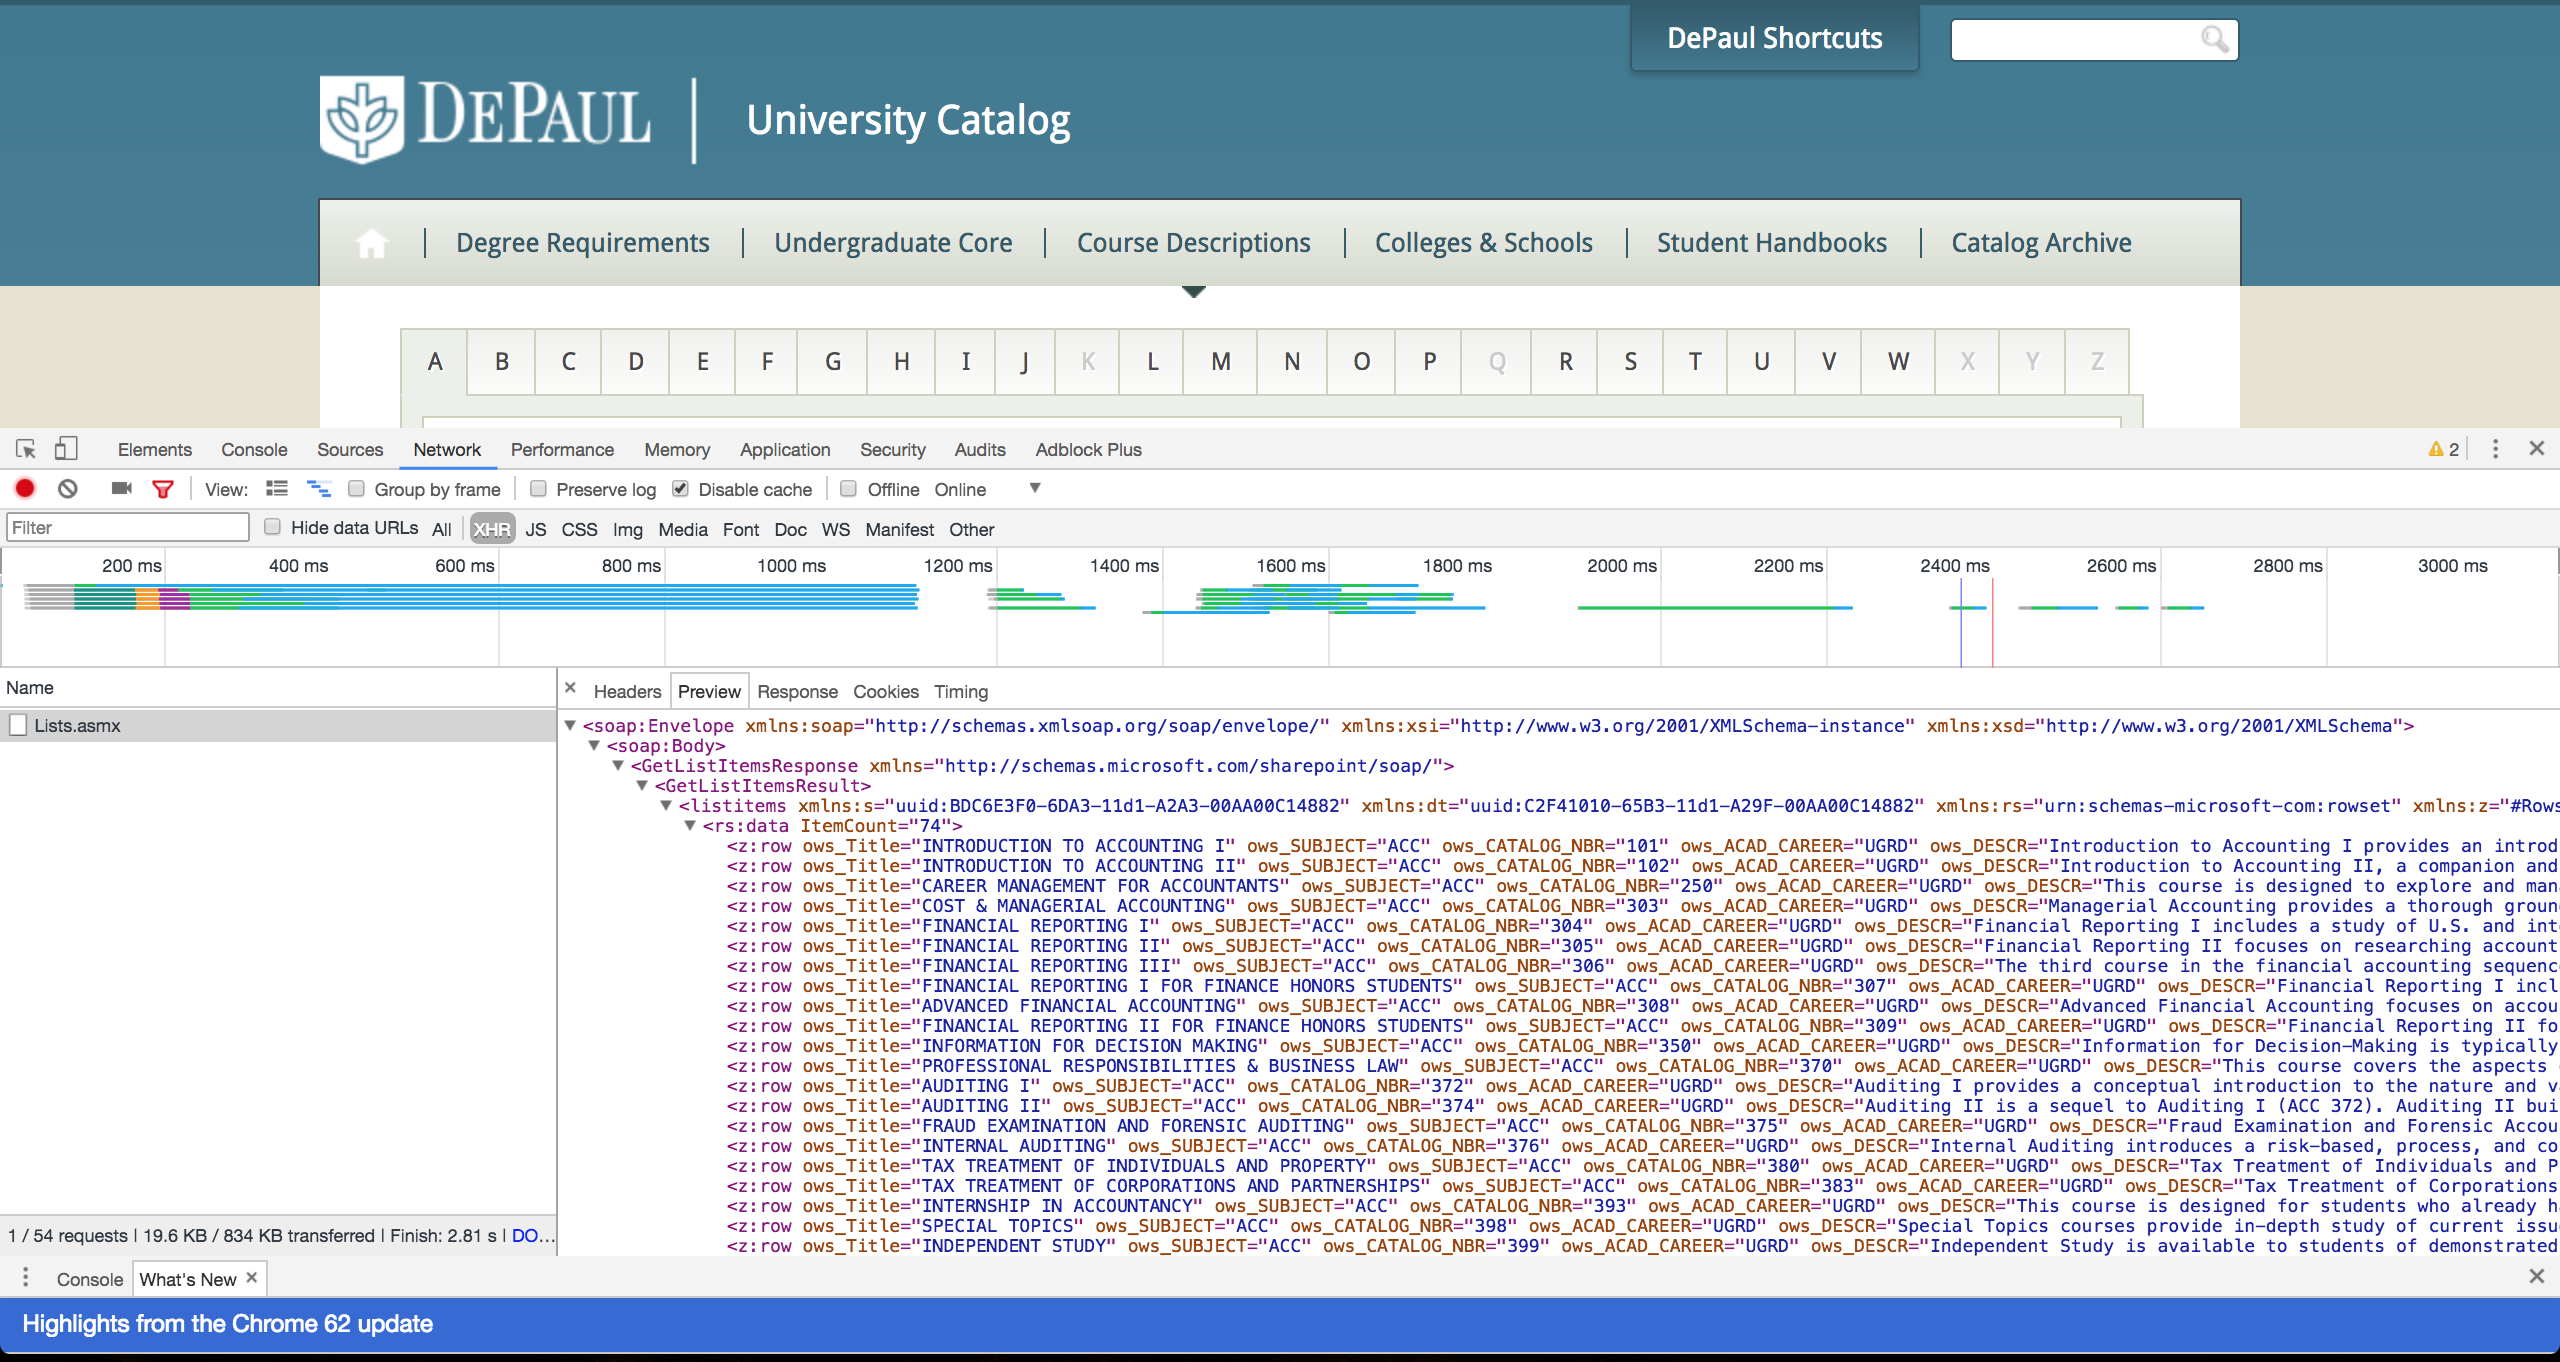 DePaul Shortcuts
DEPAUL University Catalog
Degree Requirements Undergraduate Core Course Descriptions Colleges & Schools Student Handbooks Catalog Archive
A B C D E F G H I J K L M N O P Q R S T U V W X Y Z
Elements Console Sources Network Performance Memory Application Security Audits Adblock Plus 2
View: Group by frame Preserve log Disable cache Offline Online
Filter Hide data URLs All XHR JS CSS Img Media Font Doc WS Manifest Other
200 ms 400 ms 600 ms 800 ms 1000 ms 1200 ms 1400 ms 1600 ms 1800 ms 2000 ms 2200 ms 2400 ms 2600 ms 2800 ms 3000 ms
Name
Lists.asmx
1 / 54 requests | 19.6 KB / 834 KB transferred | Finish: 2.81 s | DO...
Headers Preview Response Cookies Timing
<soap:Envelope xmlns:soap="http://schemas.xmlsoap.org/soap/envelope/" xmlns:xsi="http://www.w3.org/2001/XMLSchema-instance" xmlns:xsd="http://www.w3.org/2001/XMLSchema">
<soap:Body>
<GetListItemsResponse xmlns="http://schemas.microsoft.com/sharepoint/soap/">
<GetListItemsResult>
<listitems xmlns:s="uuid:BDC6E3F0-6DA3-11d1-A2A3-00AA00C14882" xmlns:dt="uuid:C2F41010-65B3-11d1-A29F-00AA00C14882" xmlns:rs="urn:schemas-microsoft-com:rowset" xmlns:z="#Rows
<rs:data ItemCount="74">
<z:row ows_Title="INTRODUCTION TO ACCOUNTING I" ows_SUBJECT="ACC" ows_CATALOG_NBR="101" ows_ACAD_CAREER="UGRD" ows_DESCR="Introduction to Accounting I provides an introd
<z:row ows_Title="INTRODUCTION TO ACCOUNTING II" ows_SUBJECT="ACC" ows_CATALOG_NBR="102" ows_ACAD_CAREER="UGRD" ows_DESCR="Introduction to Accounting II, a companion and
<z:row ows_Title="CAREER MANAGEMENT FOR ACCOUNTANTS" ows_SUBJECT="ACC" ows_CATALOG_NBR="250" ows_ACAD_CAREER="UGRD" ows_DESCR="This course is designed to explore and man
<z:row ows_Title="COST & MANAGERIAL ACCOUNTING" ows_SUBJECT="ACC" ows_CATALOG_NBR="303" ows_ACAD_CAREER="UGRD" ows_DESCR="Managerial Accounting provides a thorough groun
<z:row ows_Title="FINANCIAL REPORTING I" ows_SUBJECT="ACC" ows_CATALOG_NBR="304" ows_ACAD_CAREER="UGRD" ows_DESCR="Financial Reporting I includes a study of U.S. and int
<z:row ows_Title="FINANCIAL REPORTING II" ows_SUBJECT="ACC" ows_CATALOG_NBR="305" ows_ACAD_CAREER="UGRD" ows_DESCR="Financial Reporting II focuses on researching account
<z:row ows_Title="FINANCIAL REPORTING III" ows_SUBJECT="ACC" ows_CATALOG_NBR="306" ows_ACAD_CAREER="UGRD" ows_DESCR="The third course in the financial accounting sequenc
<z:row ows_Title="FINANCIAL REPORTING I FOR FINANCE HONORS STUDENTS" ows_SUBJECT="ACC" ows_CATALOG_NBR="307" ows_ACAD_CAREER="UGRD" ows_DESCR="Financial Reporting I incl
<z:row ows_Title="ADVANCED FINANCIAL ACCOUNTING" ows_SUBJECT="ACC" ows_CATALOG_NBR="308" ows_ACAD_CAREER="UGRD" ows_DESCR="Advanced Financial Accounting focuses on accou
<z:row ows_Title="FINANCIAL REPORTING II FOR FINANCE HONORS STUDENTS" ows_SUBJECT="ACC" ows_CATALOG_NBR="309" ows_ACAD_CAREER="UGRD" ows_DESCR="Financial Reporting II fo
<z:row ows_Title="INFORMATION FOR DECISION MAKING" ows_SUBJECT="ACC" ows_CATALOG_NBR="350" ows_ACAD_CAREER="UGRD" ows_DESCR="Information for Decision-Making is typically
<z:row ows_Title="PROFESSIONAL RESPONSIBILITIES & BUSINESS LAW" ows_SUBJECT="ACC" ows_CATALOG_NBR="370" ows_ACAD_CAREER="UGRD" ows_DESCR="This course covers the aspects
<z:row ows_Title="AUDITING I" ows_SUBJECT="ACC" ows_CATALOG_NBR="372" ows_ACAD_CAREER="UGRD" ows_DESCR="Auditing I provides a conceptual introduction to the nature and v
<z:row ows_Title="AUDITING II" ows_SUBJECT="ACC" ows_CATALOG_NBR="374" ows_ACAD_CAREER="UGRD" ows_DESCR="Auditing II is a sequel to Auditing I (ACC 372). Auditing II bui
<z:row ows_Title="FRAUD EXAMINATION AND FORENSIC AUDITING" ows_SUBJECT="ACC" ows_CATALOG_NBR="375" ows_ACAD_CAREER="UGRD" ows_DESCR="Fraud Examination and Forensic Accou
<z:row ows_Title="INTERNAL AUDITING" ows_SUBJECT="ACC" ows_CATALOG_NBR="376" ows_ACAD_CAREER="UGRD" ows_DESCR="Internal Auditing introduces a risk-based, process, and co
<z:row ows_Title="TAX TREATMENT OF INDIVIDUALS AND PROPERTY" ows_SUBJECT="ACC" ows_CATALOG_NBR="380" ows_ACAD_CAREER="UGRD" ows_DESCR="Tax Treatment of Individuals and P
<z:row ows_Title="TAX TREATMENT OF CORPORATIONS AND PARTNERSHIPS" ows_SUBJECT="ACC" ows_CATALOG_NBR="383" ows_ACAD_CAREER="UGRD" ows_DESCR="Tax Treatment of Corporations
<z:row ows_Title="INTERNSHIP IN ACCOUNTANCY" ows_SUBJECT="ACC" ows_CATALOG_NBR="393" ows_ACAD_CAREER="UGRD" ows_DESCR="This course is designed for students who already h
<z:row ows_Title="SPECIAL TOPICS" ows_SUBJECT="ACC" ows_CATALOG_NBR="398" ows_ACAD_CAREER="UGRD" ows_DESCR="Special Topics courses provide in-depth study of current issu
<z:row ows_Title="INDEPENDENT STUDY" ows_SUBJECT="ACC" ows_CATALOG_NBR="399" ows_ACAD_CAREER="UGRD" ows_DESCR="Independent Study is available to students of demonstrated
Console What's New
Highlights from the Chrome 62 update